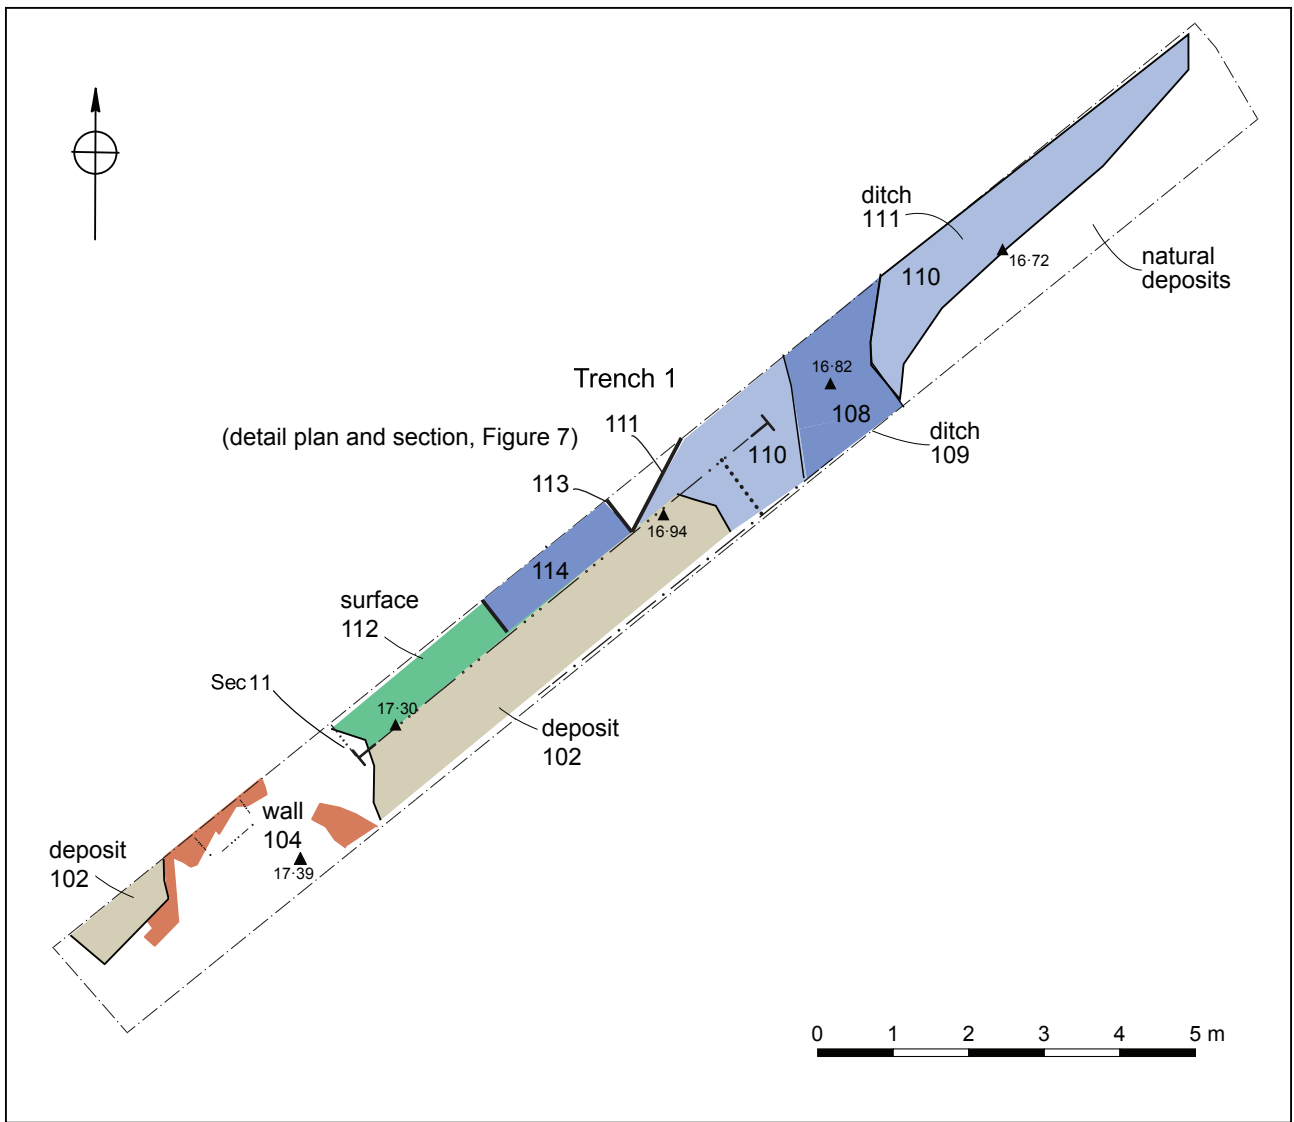 ditch
111
110
16·72
natural
deposits
16·82
Trench 1
108
111
(detail plan and section, Figure 7)
ditch
109
110
113
16·94
114
surface
112
Sec 11
17·30
deposit
102
wall
104
deposit
102
17·39
0 1 2 3 4 5 m